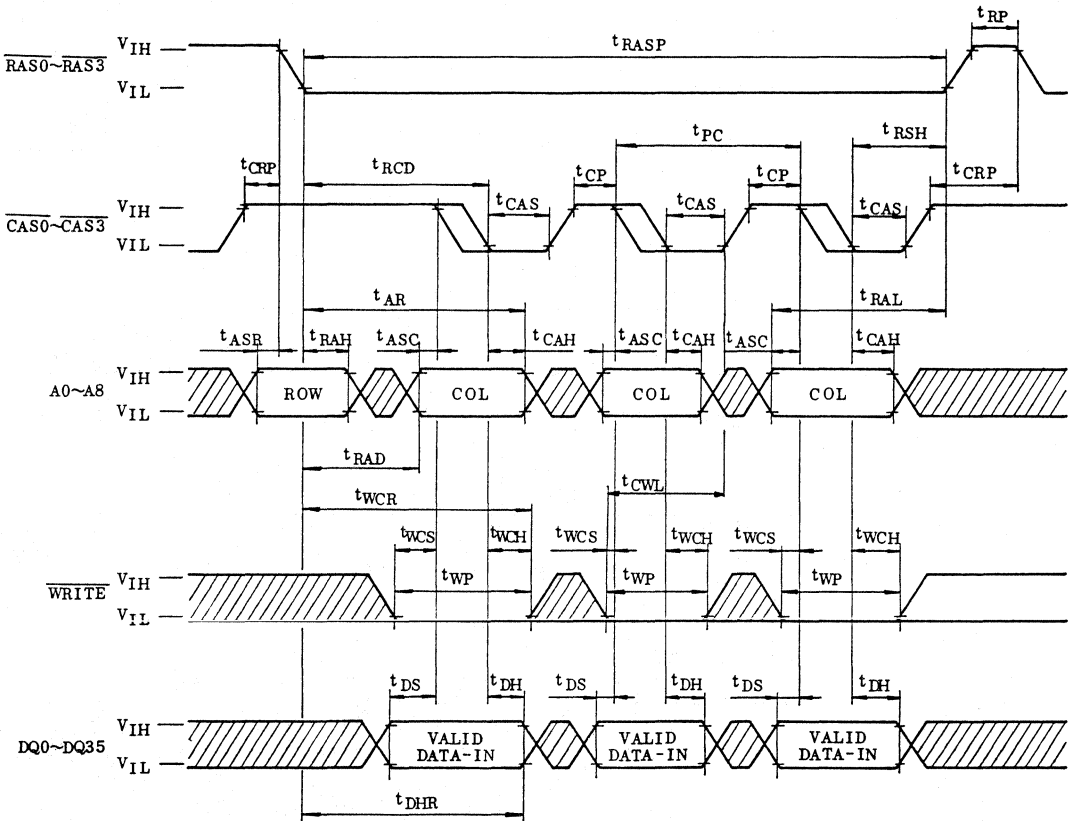 tRP
VIH
tRASP
RAS0~RAS3
VIL
tPC
tRSH
tCRP
tRCD
tCP
tCP
tCRP
VIH
tCAS
tCAS
tCAS
CAS0~CAS3
VIL
tAR
tRAL
tASR
tRAH
tASC
tCAH
tASC
tCAH
tASC
tCAH
VIH
A0~A8
ROW
COL
COL
COL
VIL
tRAD
tCWL
tWCR
tWCS
tWCH
tWCS
tWCH
tWCS
tWCH
VIH
tWP
tWP
tWP
WRITE
VIL
tDS
tDH
tDS
tDH
tDS
tDH
VIH
VALID
DATA-IN
VALID
DATA-IN
VALID
DATA-IN
DQ0~DQ35
VIL
tDHR